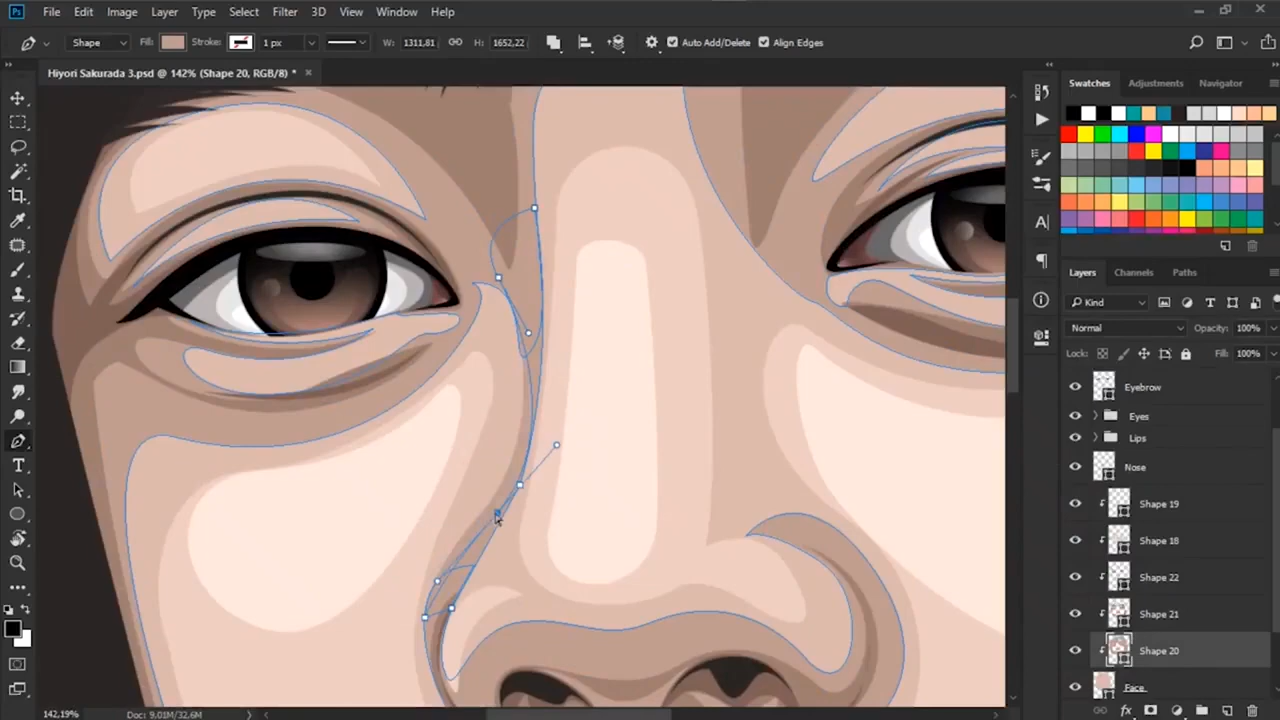 Ps File Edit Image Layer Type Select Filter 3D View Window Help
Shape Fill: Stroke: 1 px W: 1311,81 H: 1652,22 Auto Add/Delete Align Edges
Hiyori Sakurada 3.psd @ 142% (Shape 20, RGB/8) *
Swatches Adjustments Navigator
Layers Channels Paths
Kind
Normal Opacity: 100%
Lock: Fill: 100%
Eyebrow
Eyes
Lips
Nose
Shape 19
Shape 18
Shape 22
Shape 21
Shape 20
Face
142,19% Doc: 9,01M/32,6M